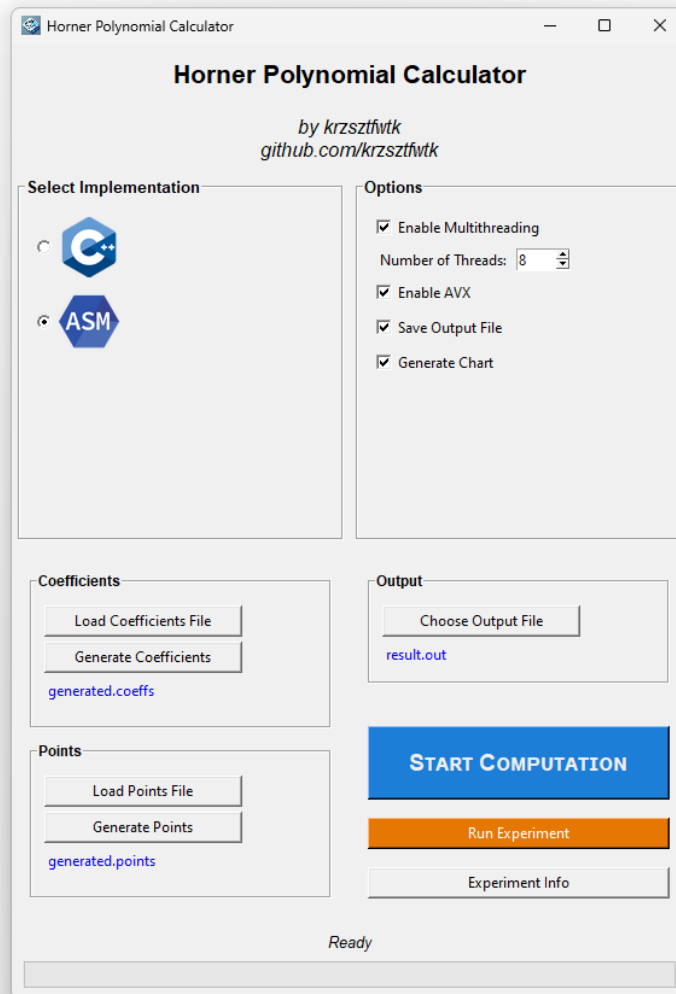 Horner Polynomial Calculator
Horner Polynomial Calculator
by krzsztfwtk
github.com/krzsztfwtk
Select Implementation
C++
ASM
Options
Enable Multithreading
Number of Threads: 8
Enable AVX
Save Output File
Generate Chart
Coefficients
Load Coefficients File
Generate Coefficients
generated.coeffs
Points
Load Points File
Generate Points
generated.points
Output
Choose Output File
result.out
START COMPUTATION
Run Experiment
Experiment Info
Ready